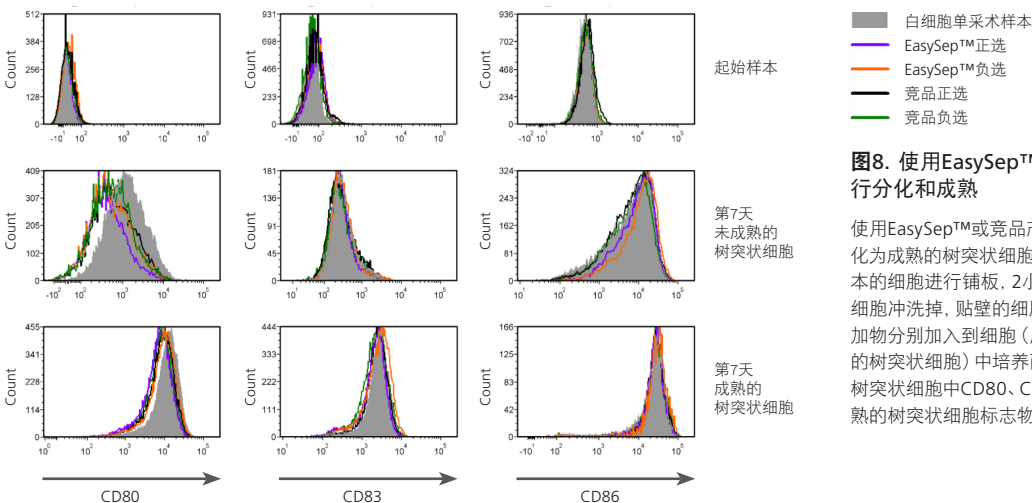 512
384
256
128
0
Count
-10¹ 10² 10³ 10⁴ 10⁵
931
698
466
233
0
Count
-10¹ 10² 10³ 10⁴ 10⁵
936
702
468
234
0
Count
-10² 10¹ 10³ 10⁴ 10⁵
起始样本
409
307
205
102
0
Count
-10² 10² 10³ 10⁴ 10⁵
181
136
91
45
0
Count
10¹ 10² 10³ 10⁴ 10⁵
324
243
162
81
0
Count
10¹ 10² 10³ 10⁴ 10⁵
第7天
未成熟的
树突状细胞
455
341
228
114
0
Count
10⁰ 10² 10³ 10⁴ 10⁵
444
333
222
111
0
Count
10¹ 10² 10³ 10⁴ 10⁵
166
125
83
42
0
Count
-10² 10² 10³ 10⁴ 10⁵
第7天
成熟的
树突状细胞
CD80
CD83
CD86
白细胞单采术样本
EasySep™正选
EasySep™负选
竞品正选
竞品负选
图8. 使用EasySep™
行分化和成熟
使用EasySep™或竞品
化为成熟的树突状细胞
本的细胞进行铺板，2小
细胞冲洗掉，贴壁的细
加物分别加入到细胞（
的树突状细胞）中培养
树突状细胞中CD80、C
熟的树突状细胞标志物